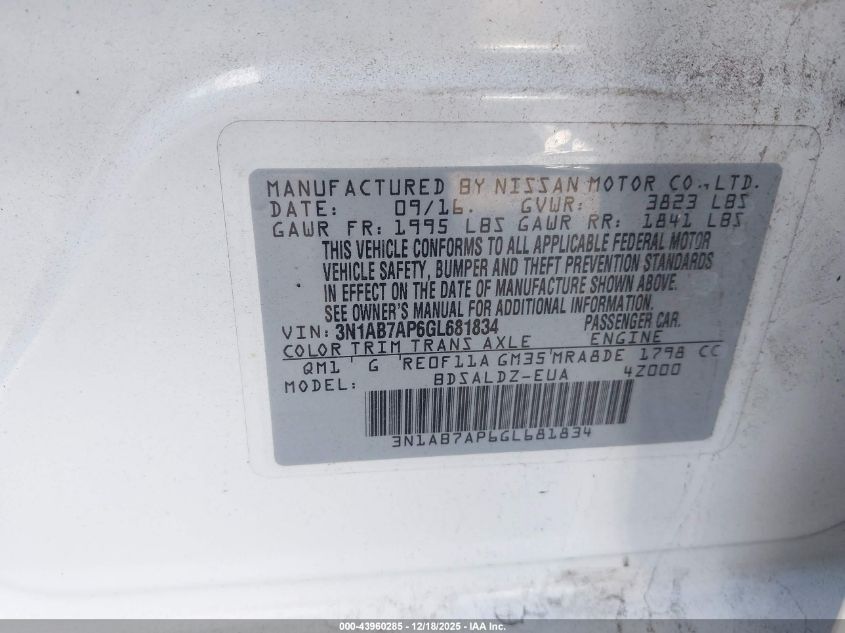 MANUFACTURED BY NISSAN MOTOR CO., LTD.
DATE: 09/16. GVWR: 3823 LBS
GAWR FR: 1995 LBS GAWR RR: 1841 LBS
THIS VEHICLE CONFORMS TO ALL APPLICABLE FEDERAL MOTOR
VEHICLE SAFETY, BUMPER AND THEFT PREVENTION STANDARDS
IN EFFECT ON THE DATE OF MANUFACTURE SHOWN ABOVE.
SEE OWNER'S MANUAL FOR ADDITIONAL INFORMATION.
VIN: 3N1AB7AP6GL681834 PASSENGER CAR.
COLOR TRIM TRANS AXLE ENGINE
QM1 G RE0F11A GM35 MRA8DE 1798 CC
MODEL: BDSALDZ-EUA 4Z000
3N1AB7AP6GL681834
000-43960285 - 12/18/2025 - IAA Inc.